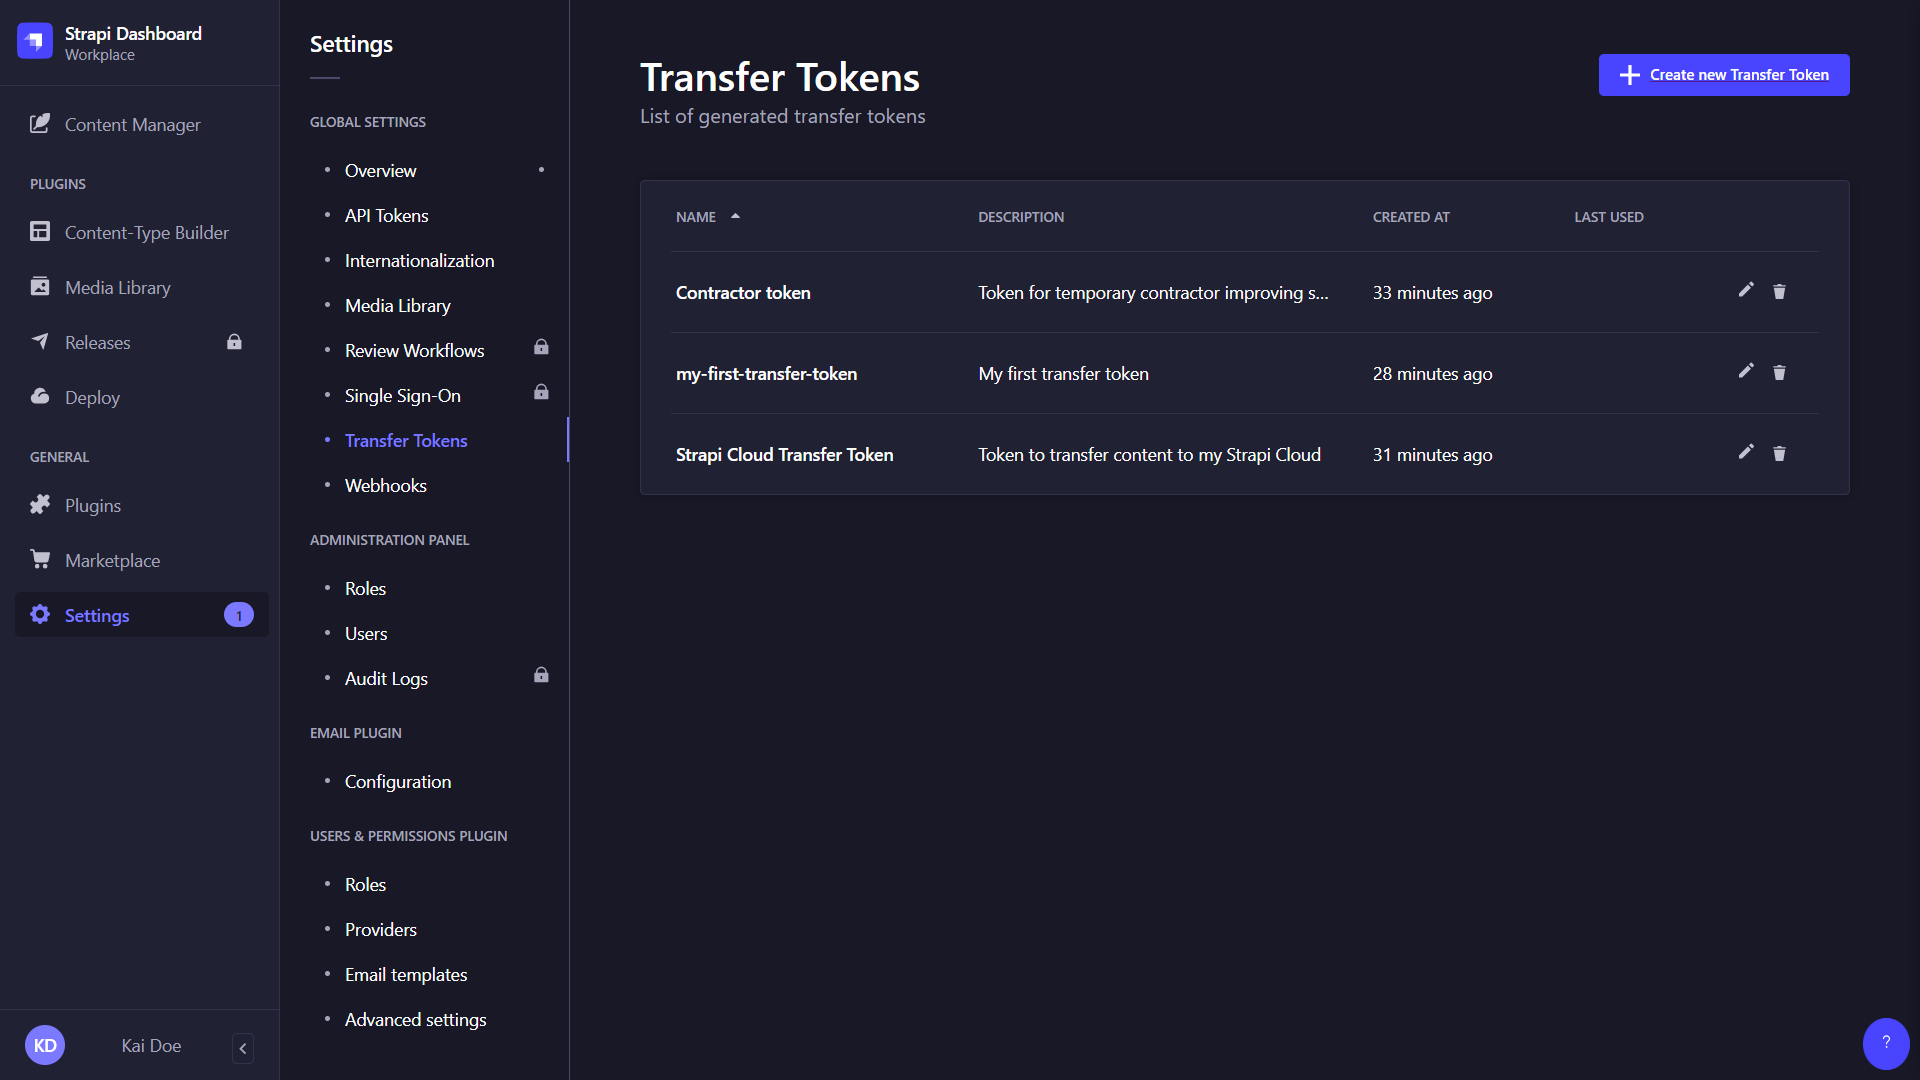 Strapi Dashboard
Workplace
Content Manager
PLUGINS
Content-Type Builder
Media Library
Releases
Deploy
GENERAL
Plugins
Marketplace
Settings 1
KD Kai Doe
Settings
GLOBAL SETTINGS
Overview
API Tokens
Internationalization
Media Library
Review Workflows
Single Sign-On
Transfer Tokens
Webhooks
ADMINISTRATION PANEL
Roles
Users
Audit Logs
EMAIL PLUGIN
Configuration
USERS & PERMISSIONS PLUGIN
Roles
Providers
Email templates
Advanced settings
Transfer Tokens
List of generated transfer tokens
Create new Transfer Token
NAME DESCRIPTION CREATED AT LAST USED
Contractor token Token for temporary contractor improving s... 33 minutes ago
my-first-transfer-token My first transfer token 28 minutes ago
Strapi Cloud Transfer Token Token to transfer content to my Strapi Cloud 31 minutes ago
?